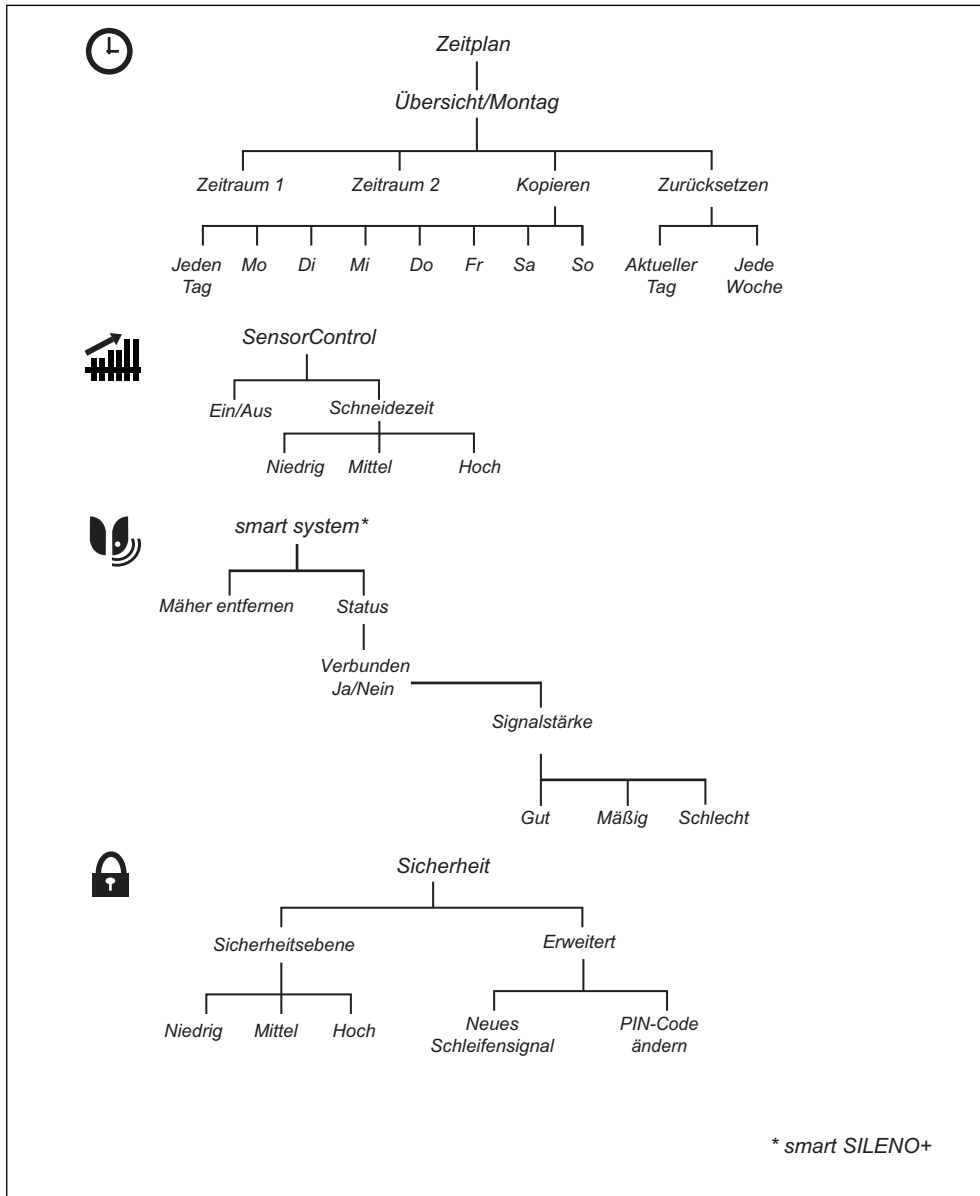 Zeitplan
Übersicht/Montag
Zeitraum 1 Zeitraum 2 Kopieren Zurücksetzen
Jeden Tag Mo Di Mi Do Fr Sa So Aktueller Tag Jede Woche
SensorControl
Ein/Aus Schneidezeit
Niedrig Mittel Hoch
smart system*
Mäher entfernen Status
Verbunden
Ja/Nein
Signalstärke
Gut Mäßig Schlecht
Sicherheit
Sicherheitsebene Erweitert
Niedrig Mittel Hoch Neues Schleifensignal PIN-Code ändern
* smart SILENO+